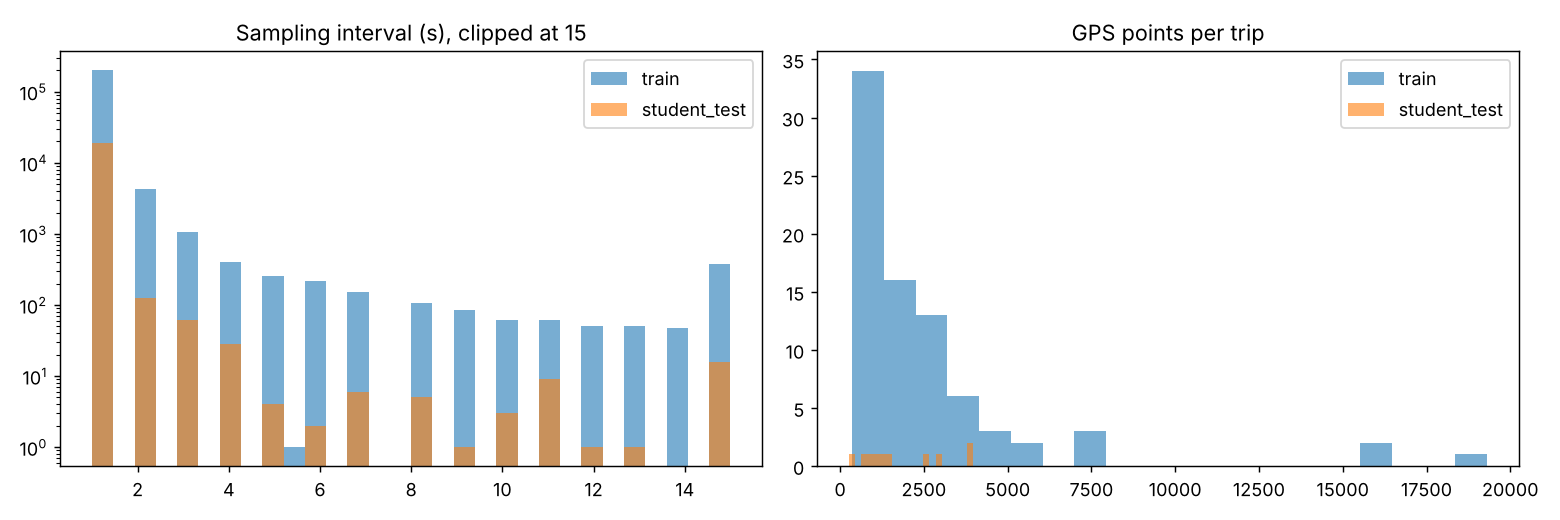 Sampling interval (s), clipped at 15
train
student_test
10^5
10^4
10^3
10^2
10^1
10^0
2 4 6 8 10 12 14
GPS points per trip
train
student_test
35
30
25
20
15
10
5
0
0 2500 5000 7500 10000 12500 15000 17500 20000